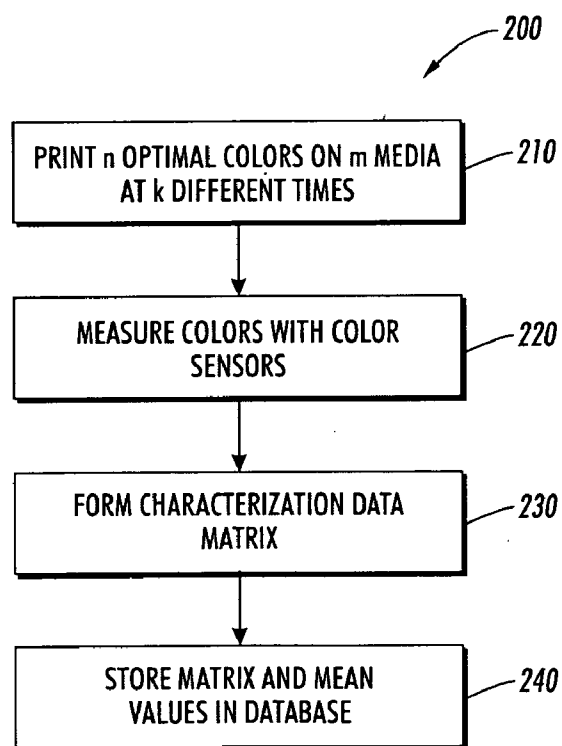 200
PRINT n OPTIMAL COLORS ON m MEDIA
AT k DIFFERENT TIMES
210
MEASURE COLORS WITH COLOR
SENSORS
220
FORM CHARACTERIZATION DATA
MATRIX
230
STORE MATRIX AND MEAN
VALUES IN DATABASE
240